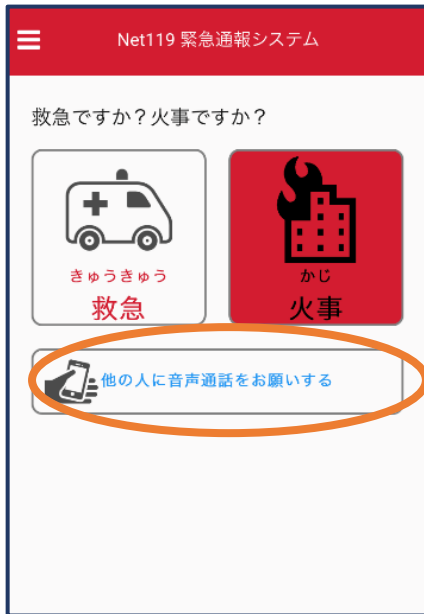 Net119 緊急通報システム
救急ですか？火事ですか？
きゅうきゅう
救急
かじ
火事
他の人に音声通話をお願いする